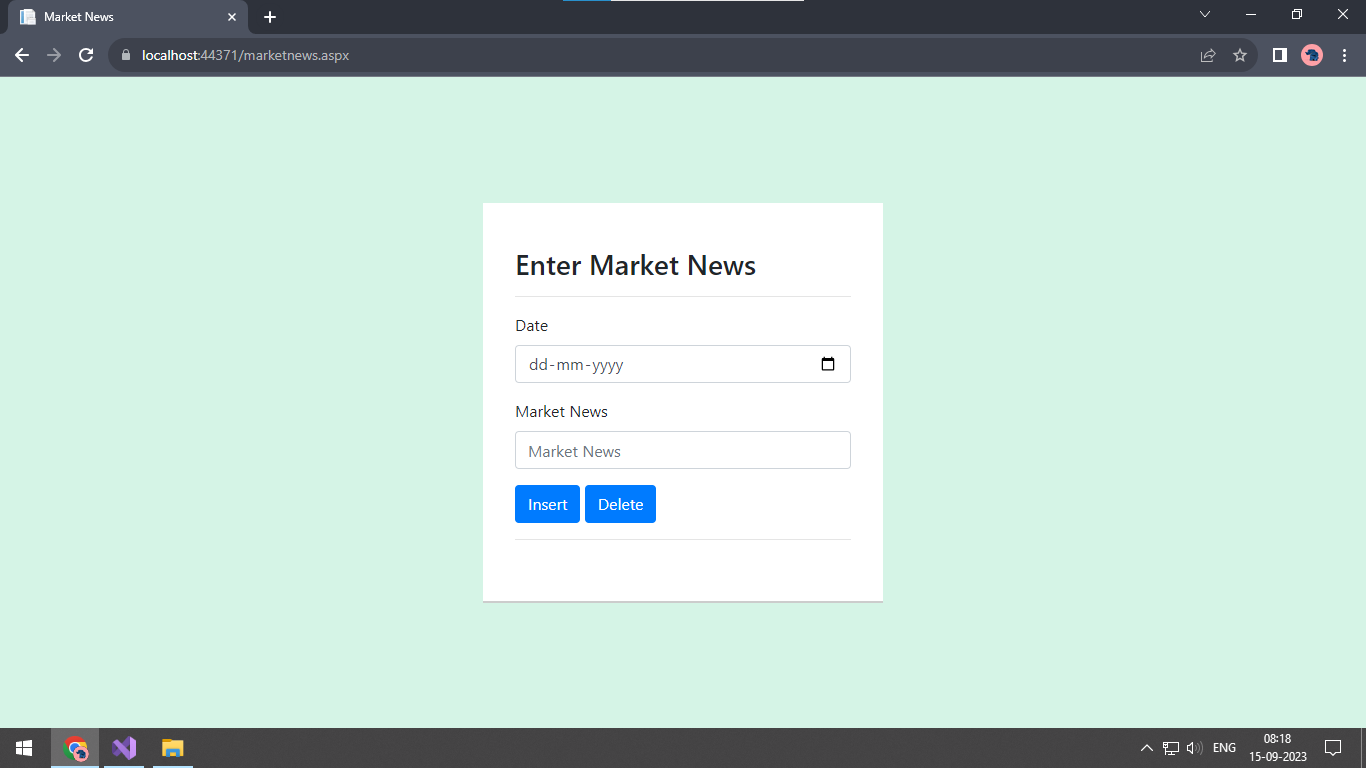 Market News
localhost:44371/marketnews.aspx
Enter Market News
Date
dd-mm-yyyy
Market News
Market News
Insert Delete
ENG
08:18
15-09-2023